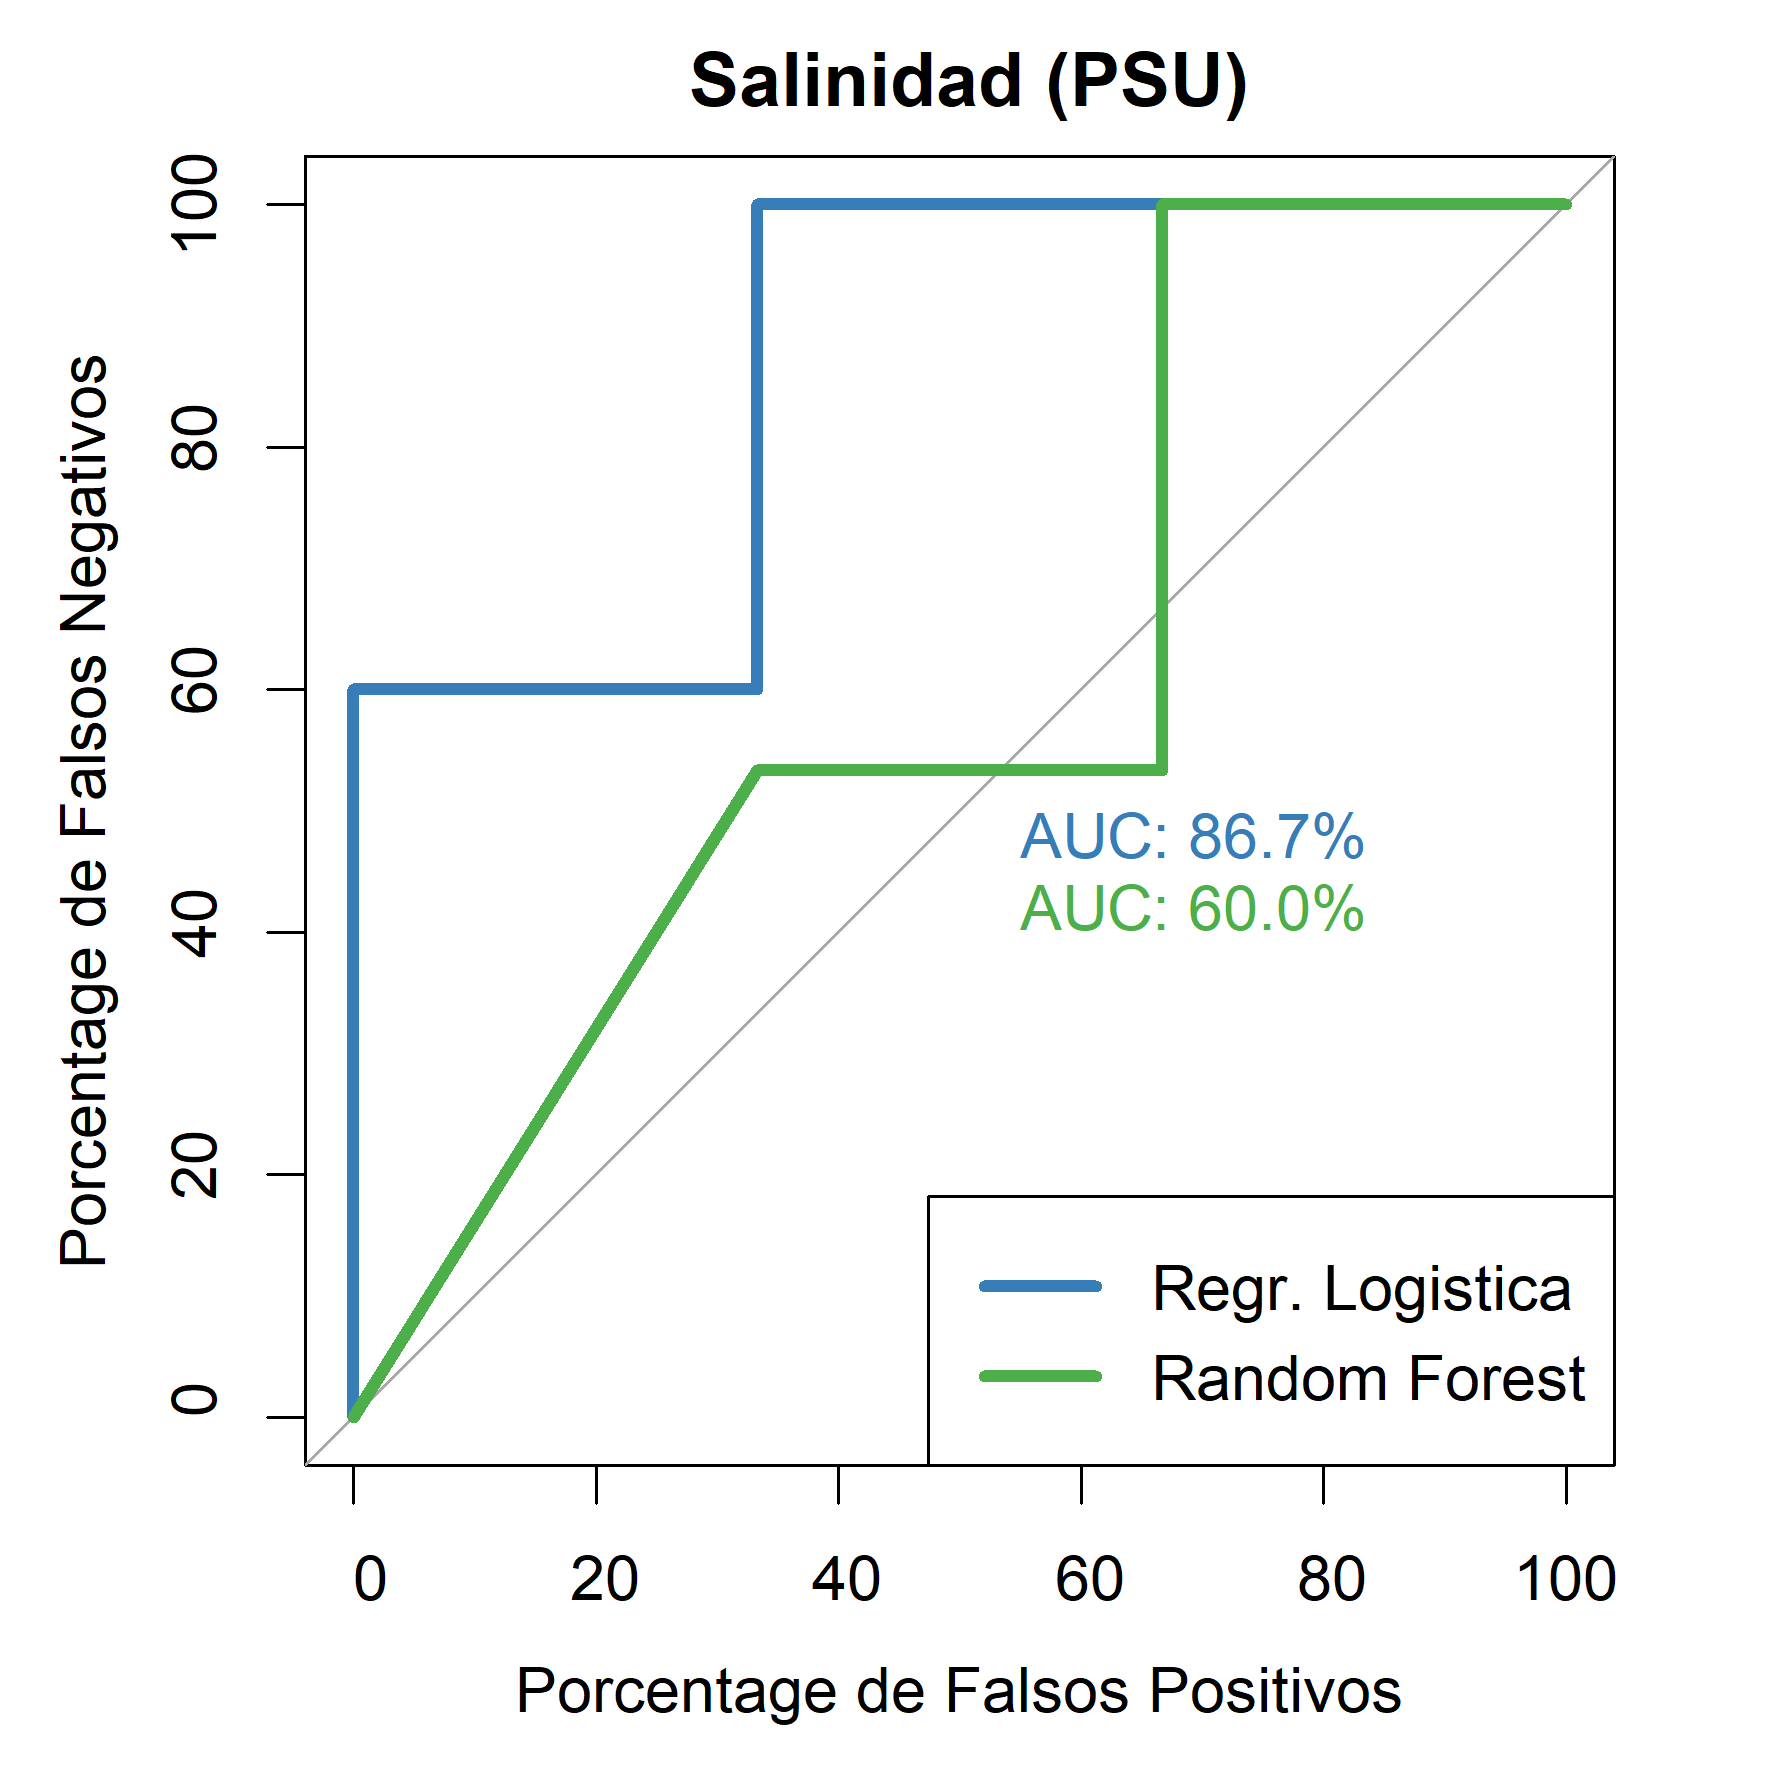 Salinidad (PSU)
100
80
60
40
20
0
Porcentage de Falsos Negativos
AUC: 86.7%
AUC: 60.0%
Regr. Logistica
Random Forest
0 20 40 60 80 100
Porcentage de Falsos Positivos